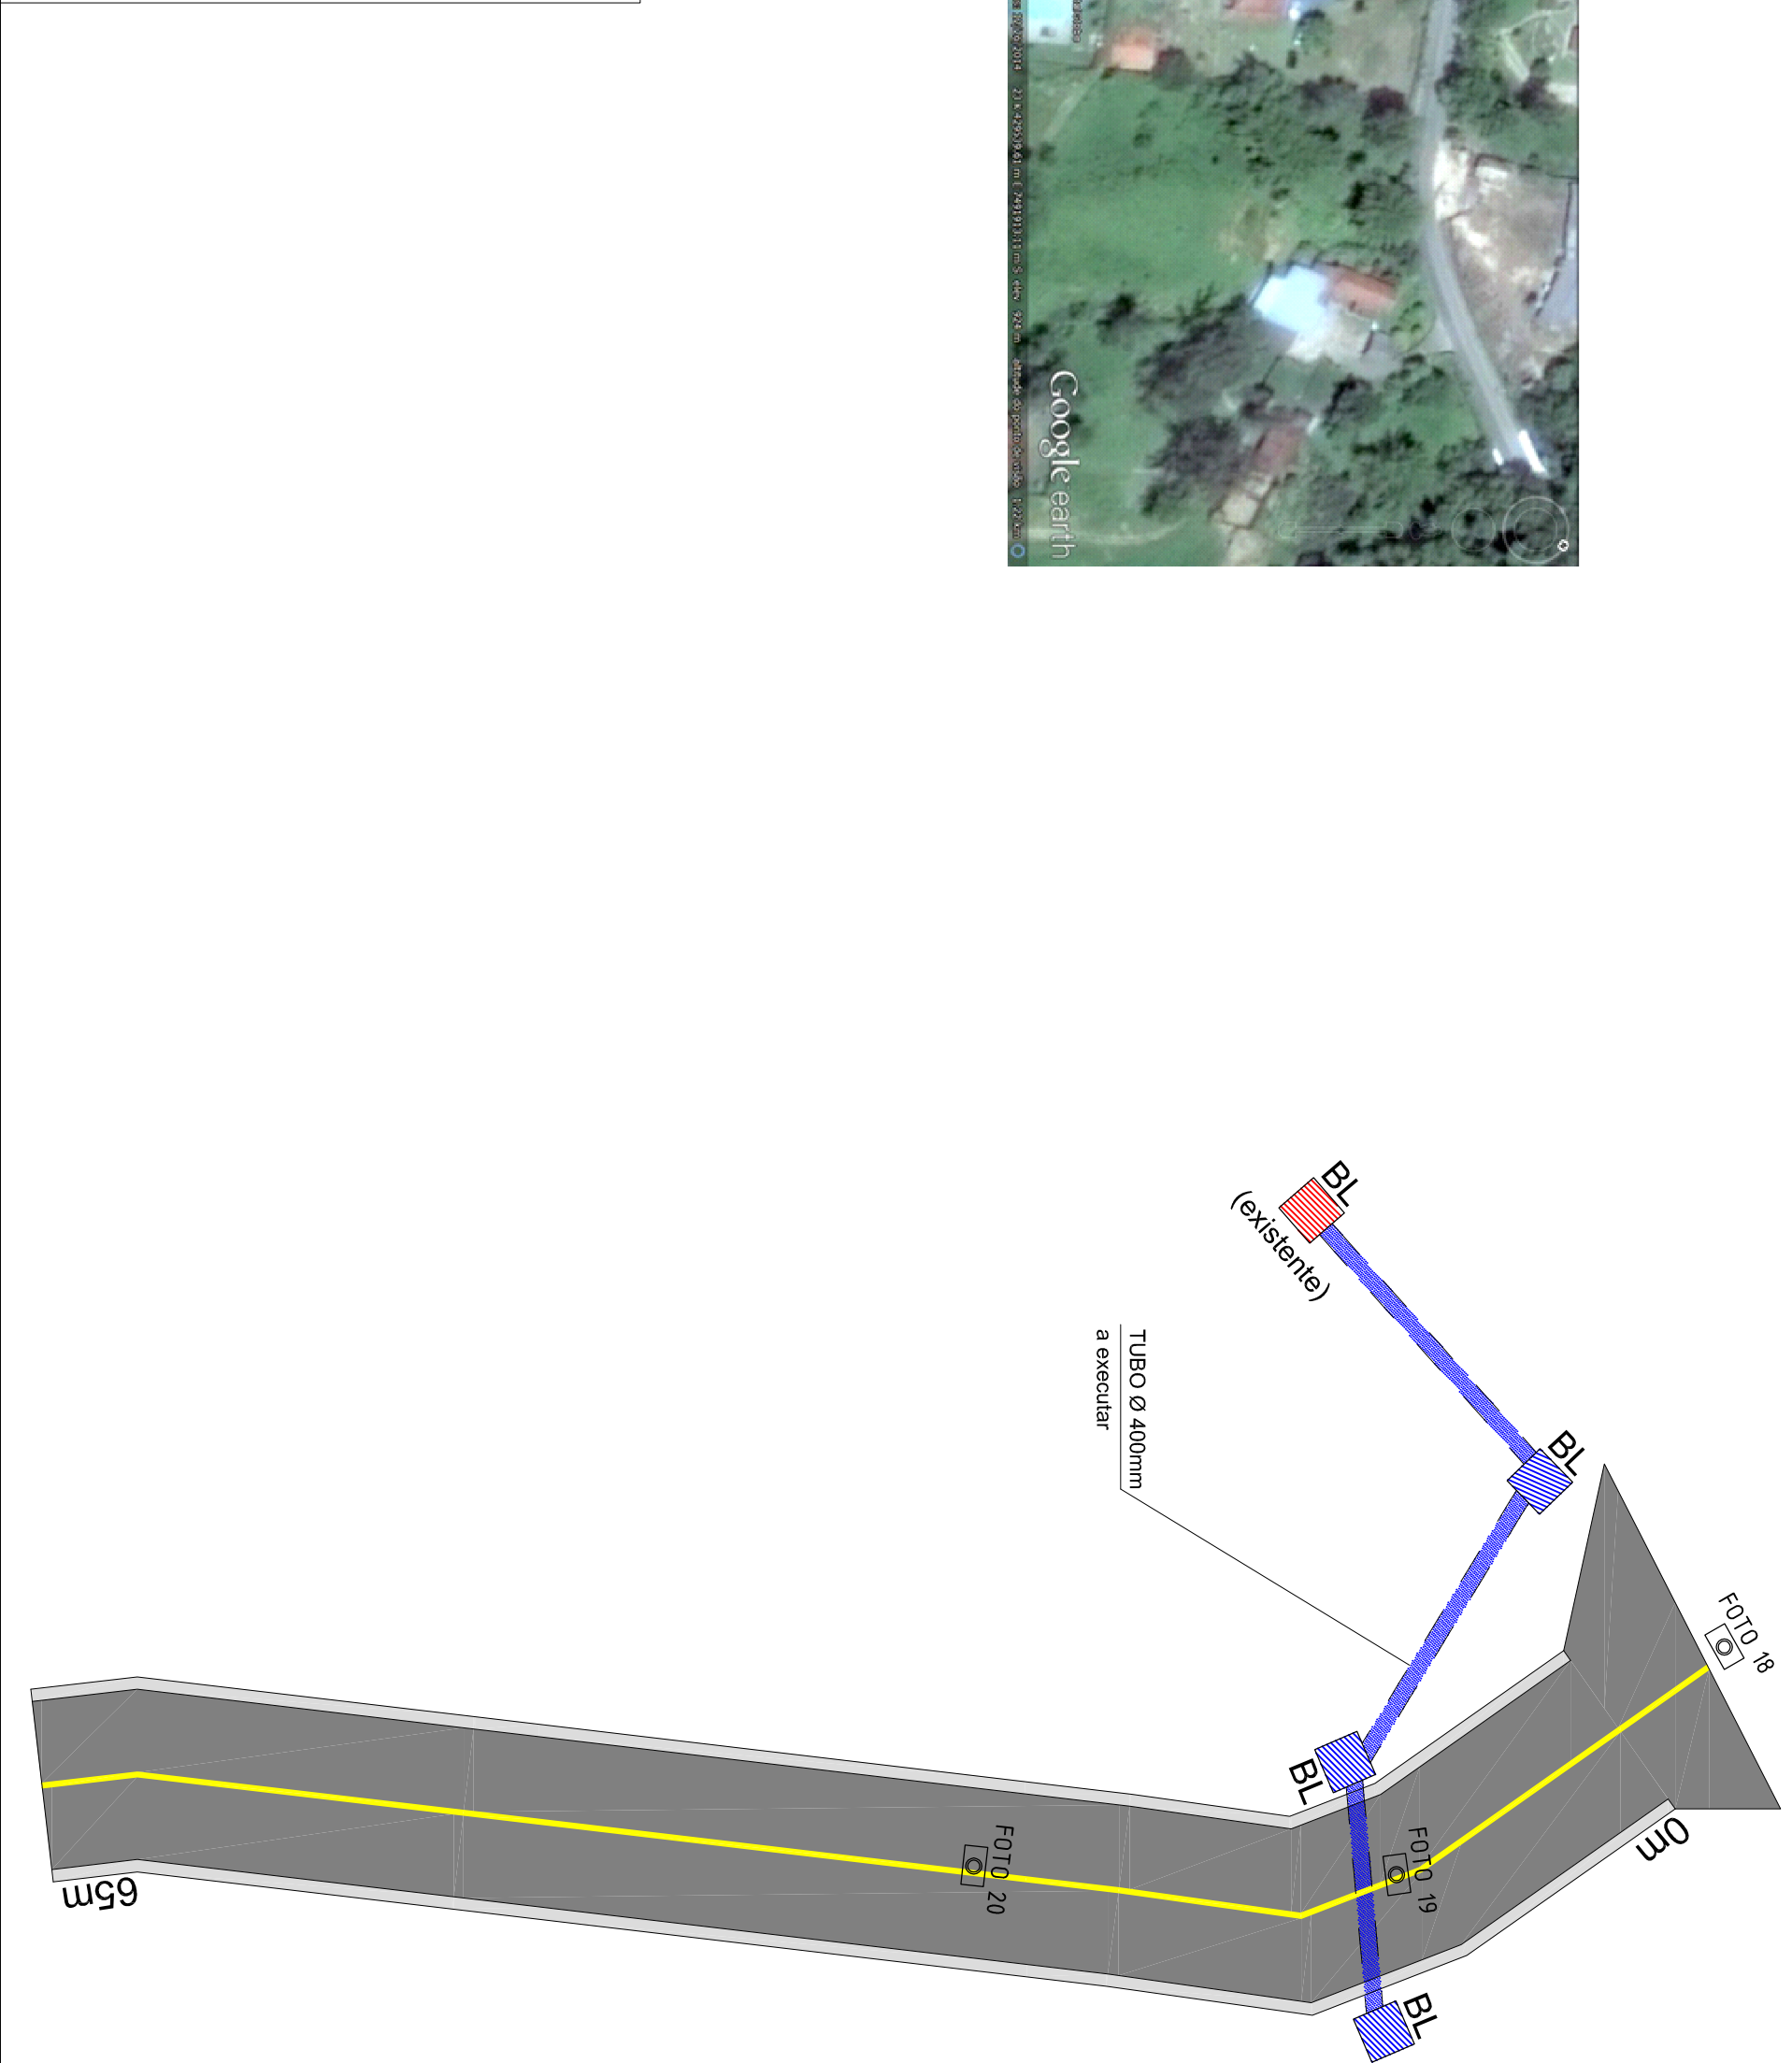 Google earth
BL
(existente)
BL
TUBO Ø 400mm
a executar
FOTO 18
BL
0m
FOTO 19
FOTO 20
65m
BL